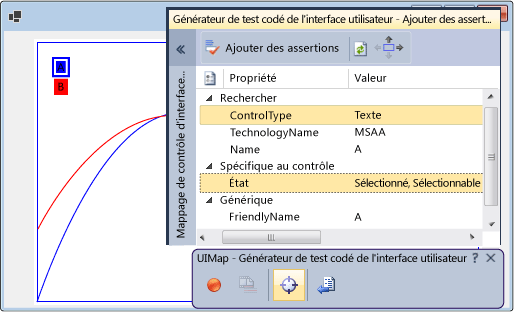 Générateur de test codé de l'interface utilisateur - Ajouter des assert...
A
B
Ajouter des assertions
Mappage de contrôle d'interface...
Propriété Valeur
Rechercher
ControlType Texte
TechnologyName MSAA
Name A
Spécifique au contrôle
État Sélectionné, Sélectionnable
Générique
FriendlyName A
UIMap - Générateur de test codé de l'interface utilisateur